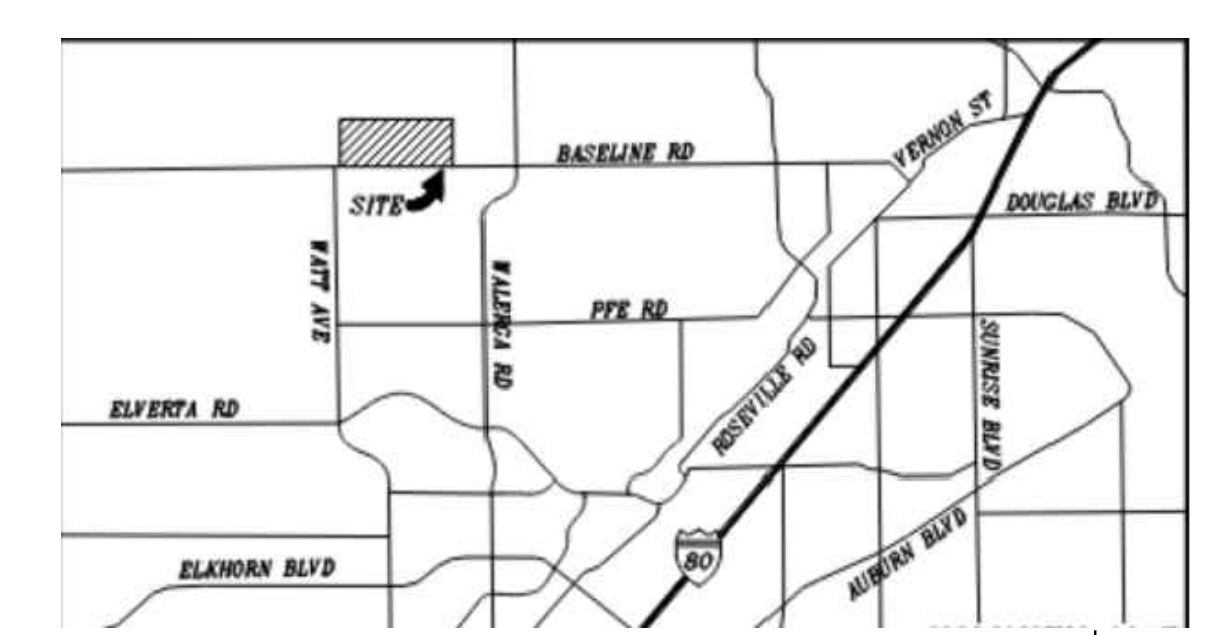 VERNON ST
BASELINE RD
DOUGLAS BLVD
SITE
WATT AVE
WALERGA RD
PFE RD
SUNRISE BLVD
ROSEVILLE RD
ELVERTA RD
80
AUBURN BLVD
ELKHORN BLVD